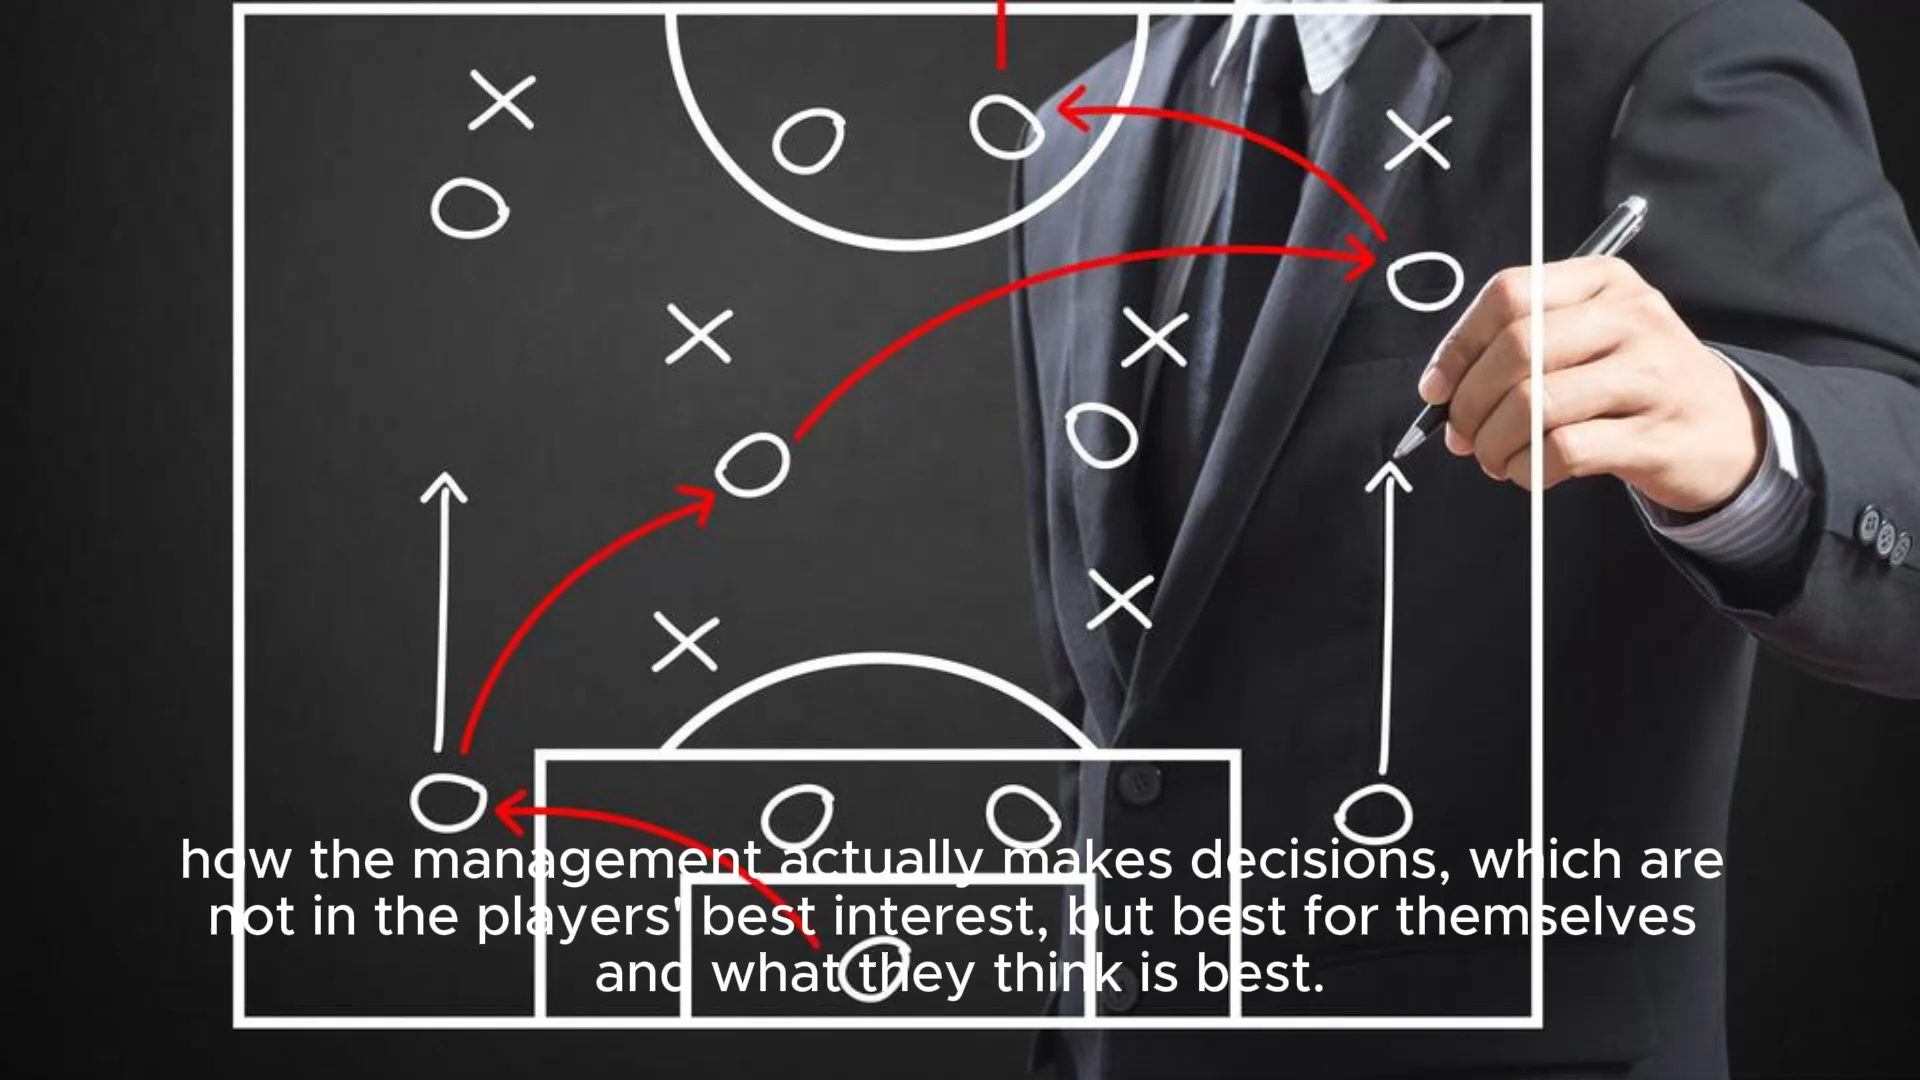 how the management actually makes decisions, which are
not in the players' best interest, but best for themselves
and what they think is best.